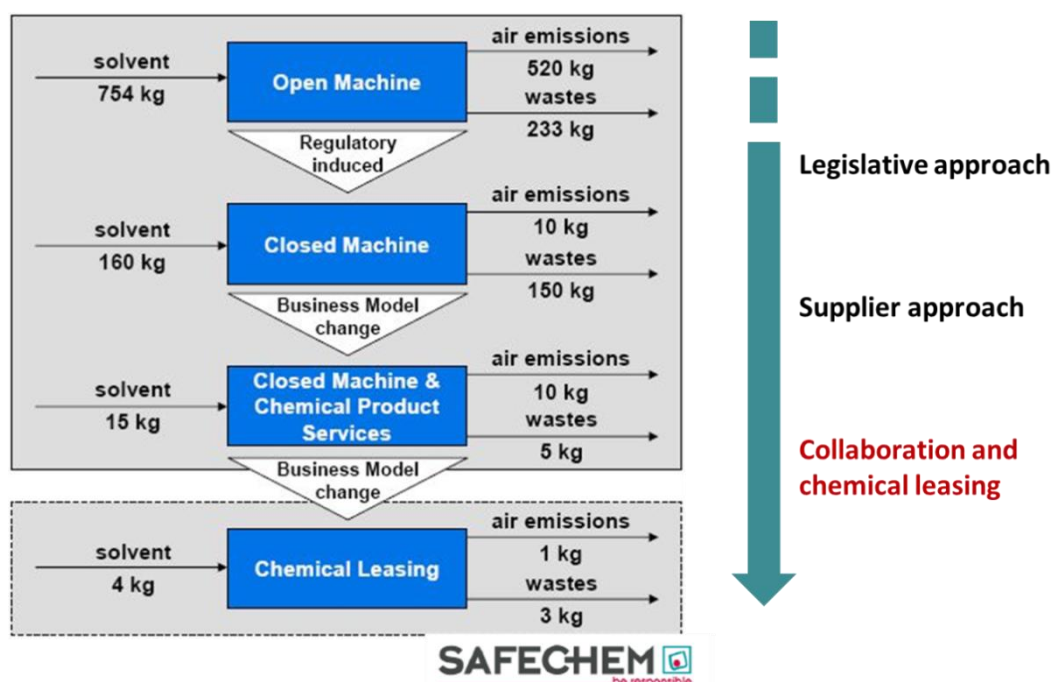 solvent
754 kg
Open Machine
air emissions
520 kg
wastes
233 kg
Regulatory
induced
solvent
160 kg
Closed Machine
air emissions
10 kg
wastes
150 kg
Business Model
change
solvent
15 kg
Closed Machine &
Chemical Product
Services
air emissions
10 kg
wastes
5 kg
Business Model
change
solvent
4 kg
Chemical Leasing
air emissions
1 kg
wastes
3 kg
Legislative approach
Supplier approach
Collaboration and
chemical leasing
SAFECHEM
be responsible